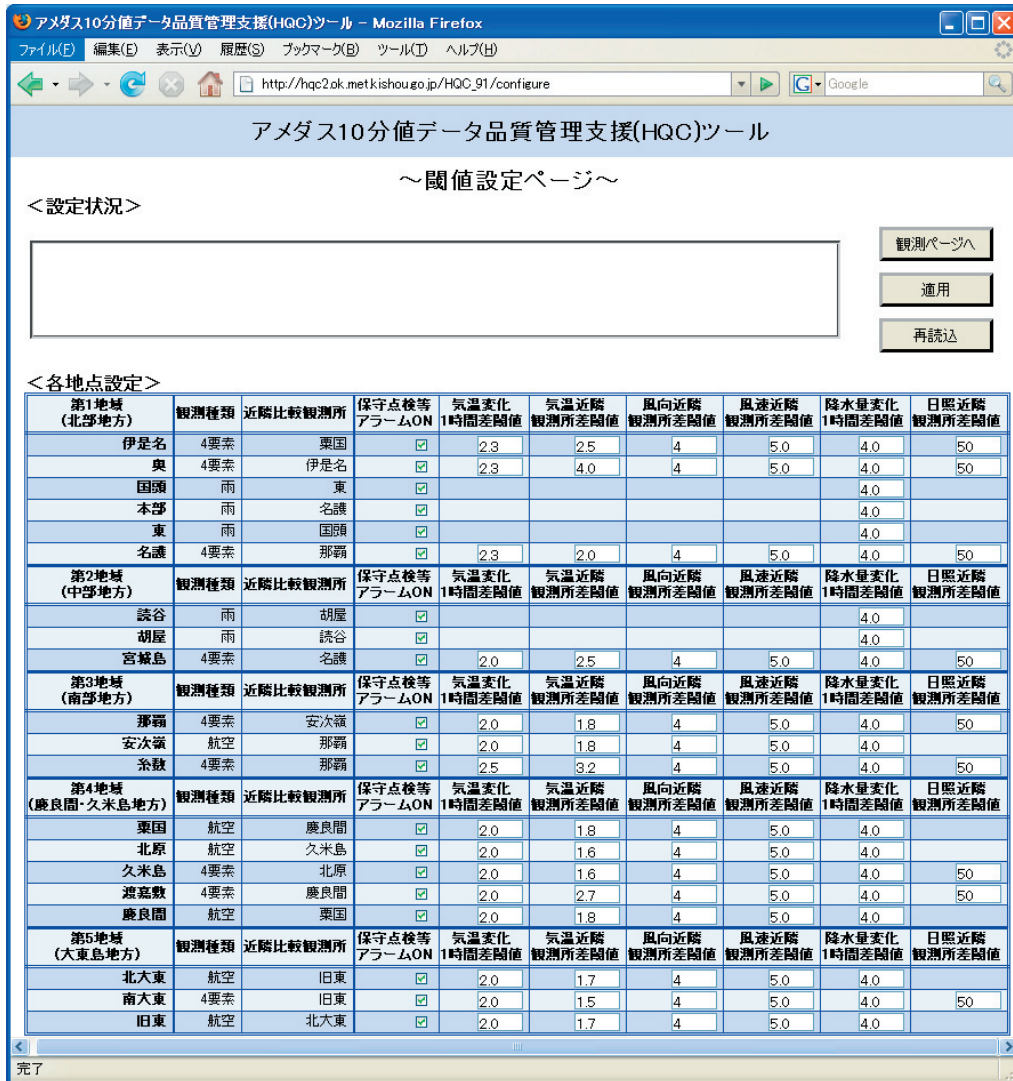 アメダス10分値データ品質管理支援(HQC)ツール - Mozilla Firefox
ファイル(F) 編集(E) 表示(V) 履歴(S) ブックマーク(B) ツール(T) ヘルプ(H)
http://hqc2.ok.met.kishou.go.jp/HQC_91/configure G Google
アメダス10分値データ品質管理支援(HQC)ツール
～閾値設定ページ～
＜設定状況＞
観測ページへ
適用
再読込
＜各地点設定＞
第1地域 観測種類 近隣比較観測所 保守点検等 気温変化 気温近隣 風向近隣 風速近隣 降水量変化 日照近隣
(北部地方) アラームON 1時間差閾値 観測所差閾値 観測所差閾値 観測所差閾値 1時間差閾値 観測所差閾値
伊是名 4要素 粟国 2.3 2.5 4 5.0 4.0 50
奥 4要素 伊是名 2.3 4.0 4 5.0 4.0 50
国頭 雨 東 4.0
本部 雨 名護 4.0
東 雨 国頭 4.0
名護 4要素 那覇 2.3 2.0 4 5.0 4.0 50
第2地域 観測種類 近隣比較観測所 保守点検等 気温変化 気温近隣 風向近隣 風速近隣 降水量変化 日照近隣
(中部地方) アラームON 1時間差閾値 観測所差閾値 観測所差閾値 観測所差閾値 1時間差閾値 観測所差閾値
読谷 雨 胡屋 4.0
胡屋 雨 読谷 4.0
宮城島 4要素 名護 2.0 2.5 4 5.0 4.0 50
第3地域 観測種類 近隣比較観測所 保守点検等 気温変化 気温近隣 風向近隣 風速近隣 降水量変化 日照近隣
(南部地方) アラームON 1時間差閾値 観測所差閾値 観測所差閾値 観測所差閾値 1時間差閾値 観測所差閾値
那覇 4要素 安次嶺 2.0 1.8 4 5.0 4.0 50
安次嶺 航空 那覇 2.0 1.8 4 5.0 4.0
糸数 4要素 那覇 2.5 3.2 4 5.0 4.0 50
第4地域 観測種類 近隣比較観測所 保守点検等 気温変化 気温近隣 風向近隣 風速近隣 降水量変化 日照近隣
(慶良間・久米島地方) アラームON 1時間差閾値 観測所差閾値 観測所差閾値 観測所差閾値 1時間差閾値 観測所差閾値
粟国 航空 慶良間 2.0 1.8 4 5.0 4.0
北原 航空 久米島 2.0 1.6 4 5.0 4.0
久米島 4要素 北原 2.0 1.6 4 5.0 4.0 50
渡嘉敷 4要素 慶良間 2.0 2.7 4 5.0 4.0 50
慶良間 航空 粟国 2.0 1.8 4 5.0 4.0
第5地域 観測種類 近隣比較観測所 保守点検等 気温変化 気温近隣 風向近隣 風速近隣 降水量変化 日照近隣
(大東島地方) アラームON 1時間差閾値 観測所差閾値 観測所差閾値 観測所差閾値 1時間差閾値 観測所差閾値
北大東 航空 旧東 2.0 1.7 4 5.0 4.0
南大東 4要素 旧東 2.0 1.5 4 5.0 4.0 50
旧東 航空 北大東 2.0 1.7 4 5.0 4.0
完了